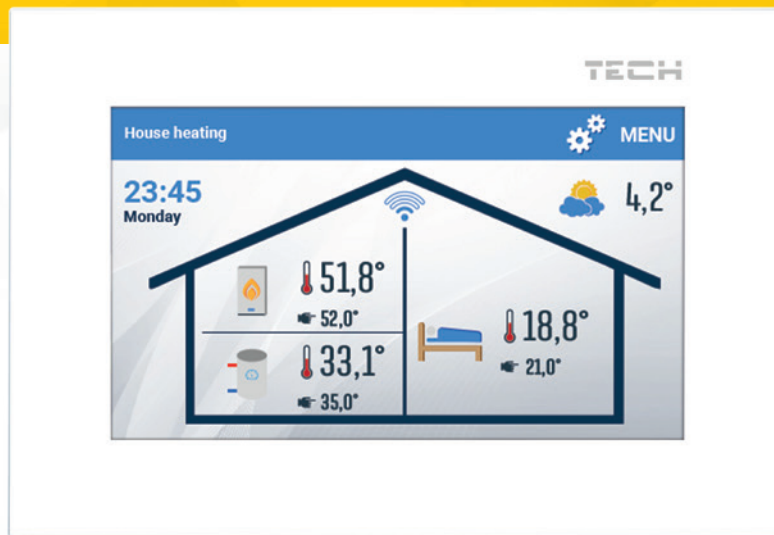 TECH
House heating
MENU
23:45
Monday
4,2°
51,8°
52,0°
33,1°
35,0°
18,8°
21,0°